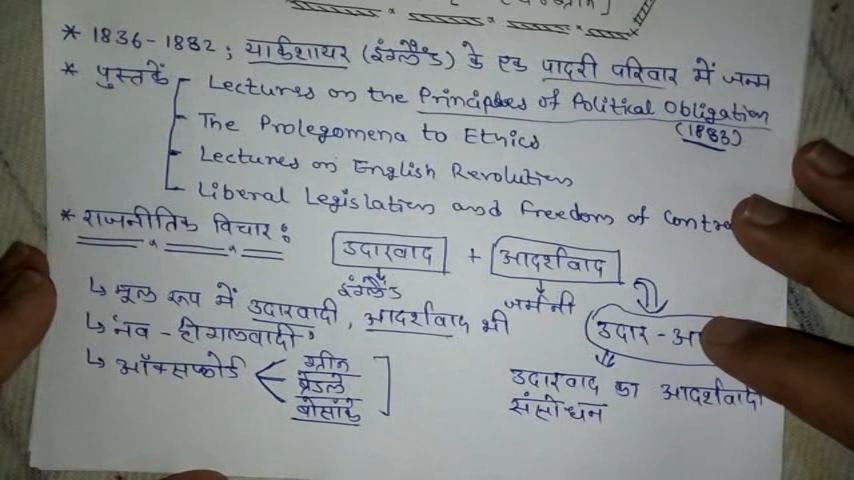 * 1836-1882; यार्कशायर (इंग्लैंड) के एक पादरी परिवार में जन्म
* पुस्तकें - Lectures on the Principles of Political Obligation
(1883)
- The Prolegomena to Ethics
- Lectures on English Revolution
- Liberal Legislation and Freedom of
* राजनीतिक विचार :
उदारवाद + आदर्शवाद
इंग्लैंड जर्मनी
↳ मूल रूप में उदारवादी, आदर्शवाद भी
उदार-आ
↳ 'नव-हीगलवादी'
↳ ऑक्सफोर्ड
ग्रीन
ब्रेडले
बोसांके
उदारवाद का आदर्शवादी
संसोधन